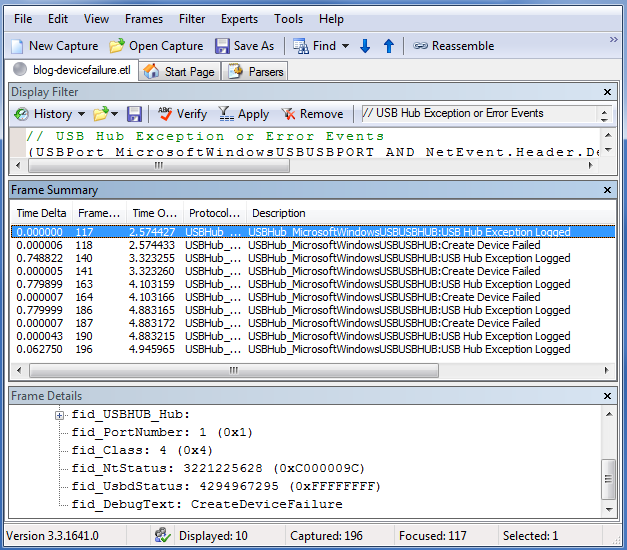 File Edit View Frames Filter Experts Tools Help
New Capture Open Capture Save As Find Reassemble
blog-devicefailure.etl Start Page Parsers
Display Filter
History Verify Apply Remove // USB Hub Exception or Error Events
// USB Hub Exception or Error Events
(USBPort_MicrosoftWindowsUSBUSBPORT AND NetEvent.Header.De
Frame Summary
Time Delta Frame... Time O... Protocol... Description
0.000000 117 2.574427 USBHub_... USBHub_MicrosoftWindowsUSBUSBHUB:USB Hub Exception Logged
0.000006 118 2.574433 USBHub_... USBHub_MicrosoftWindowsUSBUSBHUB:Create Device Failed
0.748822 140 3.323255 USBHub_... USBHub_MicrosoftWindowsUSBUSBHUB:USB Hub Exception Logged
0.000005 141 3.323260 USBHub_... USBHub_MicrosoftWindowsUSBUSBHUB:Create Device Failed
0.779899 163 4.103159 USBHub_... USBHub_MicrosoftWindowsUSBUSBHUB:USB Hub Exception Logged
0.000007 164 4.103166 USBHub_... USBHub_MicrosoftWindowsUSBUSBHUB:Create Device Failed
0.779999 186 4.883165 USBHub_... USBHub_MicrosoftWindowsUSBUSBHUB:USB Hub Exception Logged
0.000007 187 4.883172 USBHub_... USBHub_MicrosoftWindowsUSBUSBHUB:Create Device Failed
0.000043 190 4.883215 USBHub_... USBHub_MicrosoftWindowsUSBUSBHUB:USB Hub Exception Logged
0.062750 196 4.945965 USBHub_... USBHub_MicrosoftWindowsUSBUSBHUB:USB Hub Exception Logged
Frame Details
fid_USBHUB_Hub:
fid_PortNumber: 1 (0x1)
fid_Class: 4 (0x4)
fid_NtStatus: 3221225628 (0xC000009C)
fid_UsbdStatus: 4294967295 (0xFFFFFFFF)
fid_DebugText: CreateDeviceFailure
Version 3.3.1641.0 Displayed: 10 Captured: 196 Focused: 117 Selected: 1